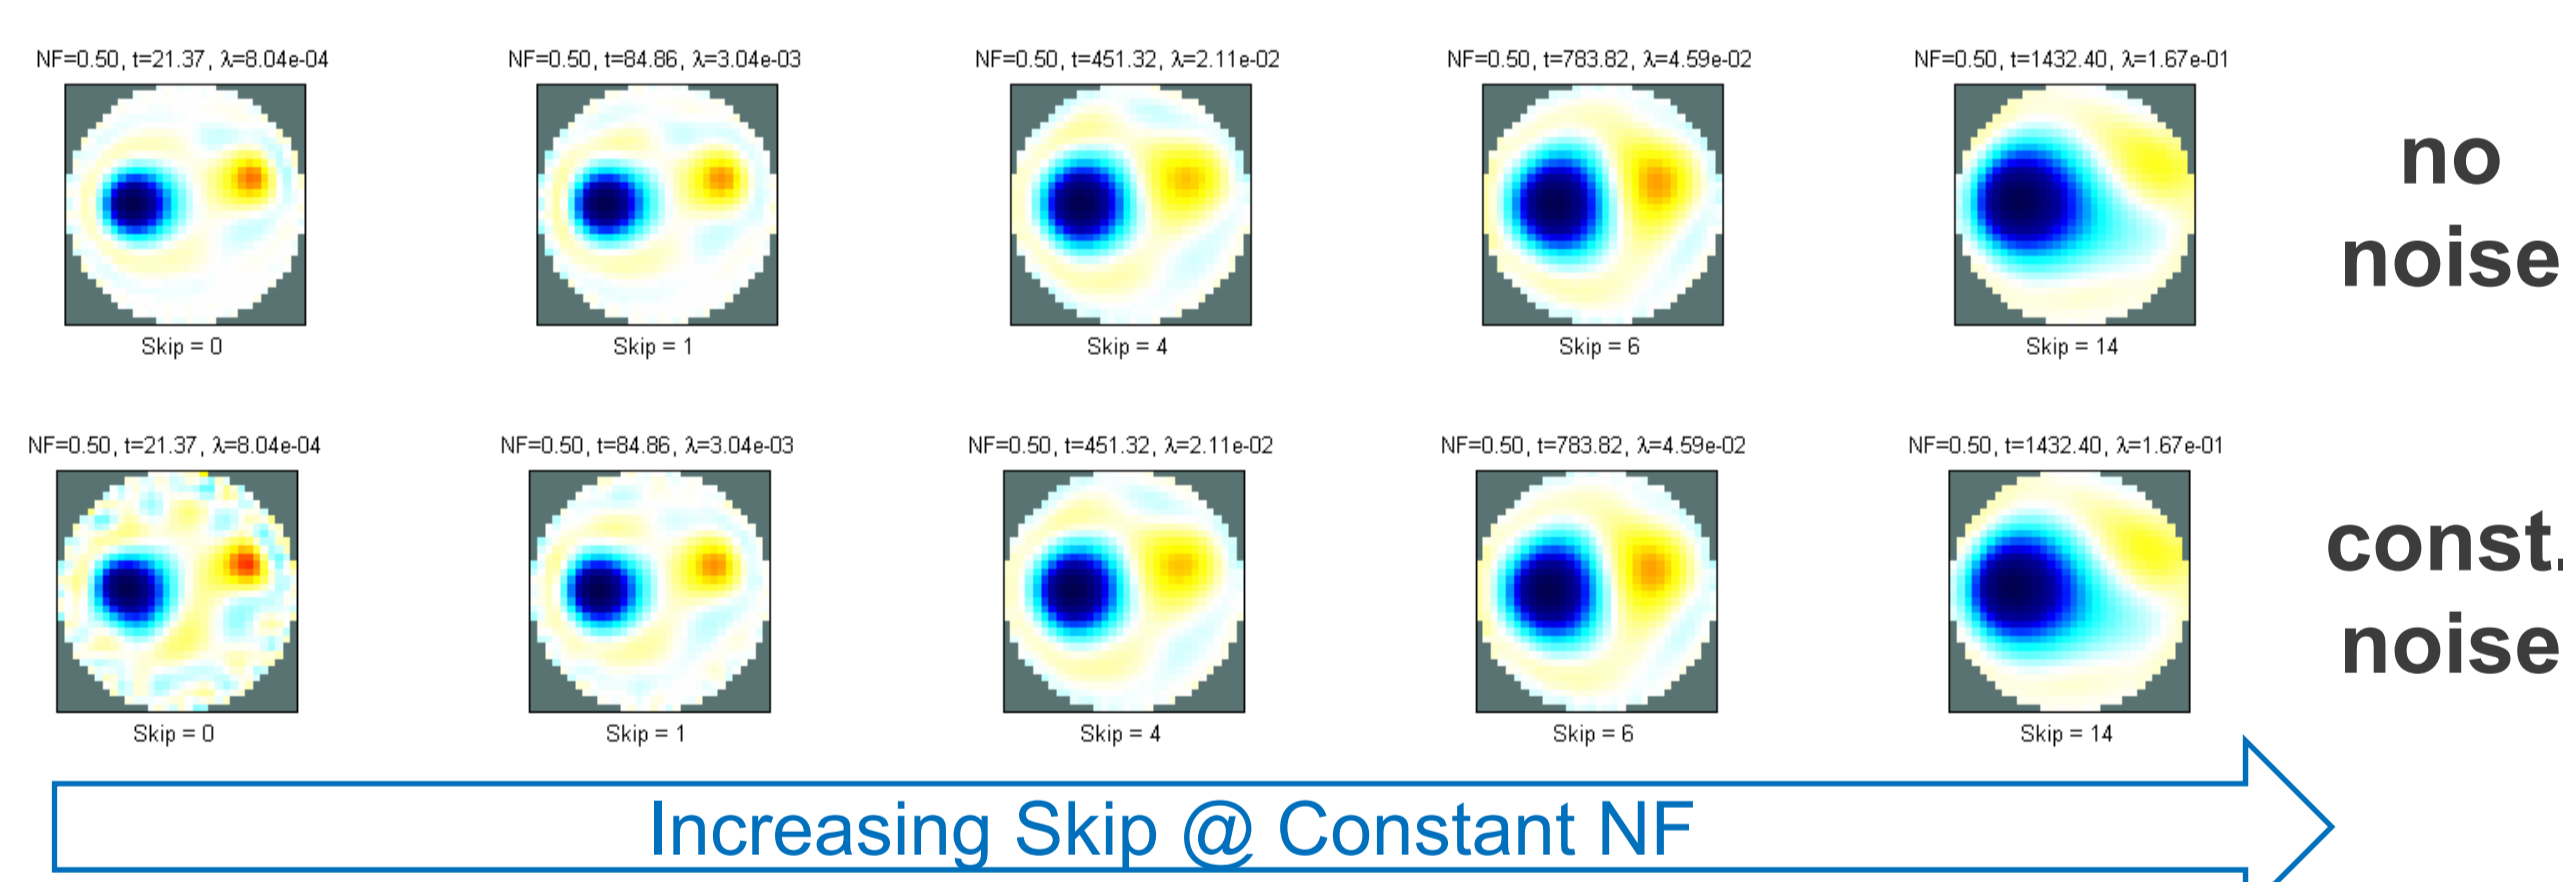 NF=0.50, t=21.37, λ=8.04e-04
NF=0.50, t=84.86, λ=3.04e-03
NF=0.50, t=451.32, λ=2.11e-02
NF=0.50, t=783.82, λ=4.59e-02
NF=0.50, t=1432.40, λ=1.67e-01
Skip = 0
Skip = 1
Skip = 4
Skip = 6
Skip = 14
no
noise
NF=0.50, t=21.37, λ=8.04e-04
NF=0.50, t=84.86, λ=3.04e-03
NF=0.50, t=451.32, λ=2.11e-02
NF=0.50, t=783.82, λ=4.59e-02
NF=0.50, t=1432.40, λ=1.67e-01
Skip = 0
Skip = 1
Skip = 4
Skip = 6
Skip = 14
const.
noise
Increasing Skip @ Constant NF